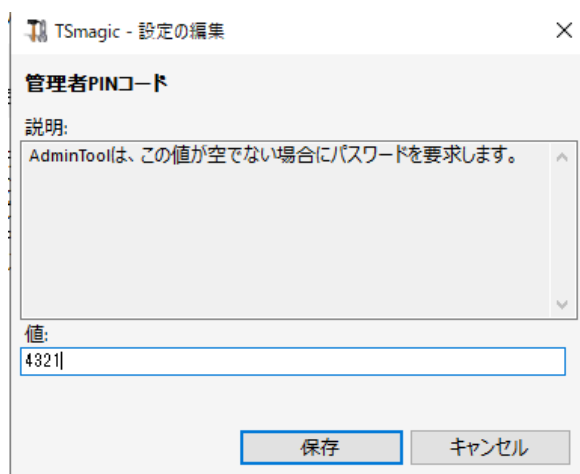 TSmagic - 設定の編集
管理者PINコード
説明:
AdminToolは、この値が空でない場合にパスワードを要求します。
値:
4321
保存
キャンセル